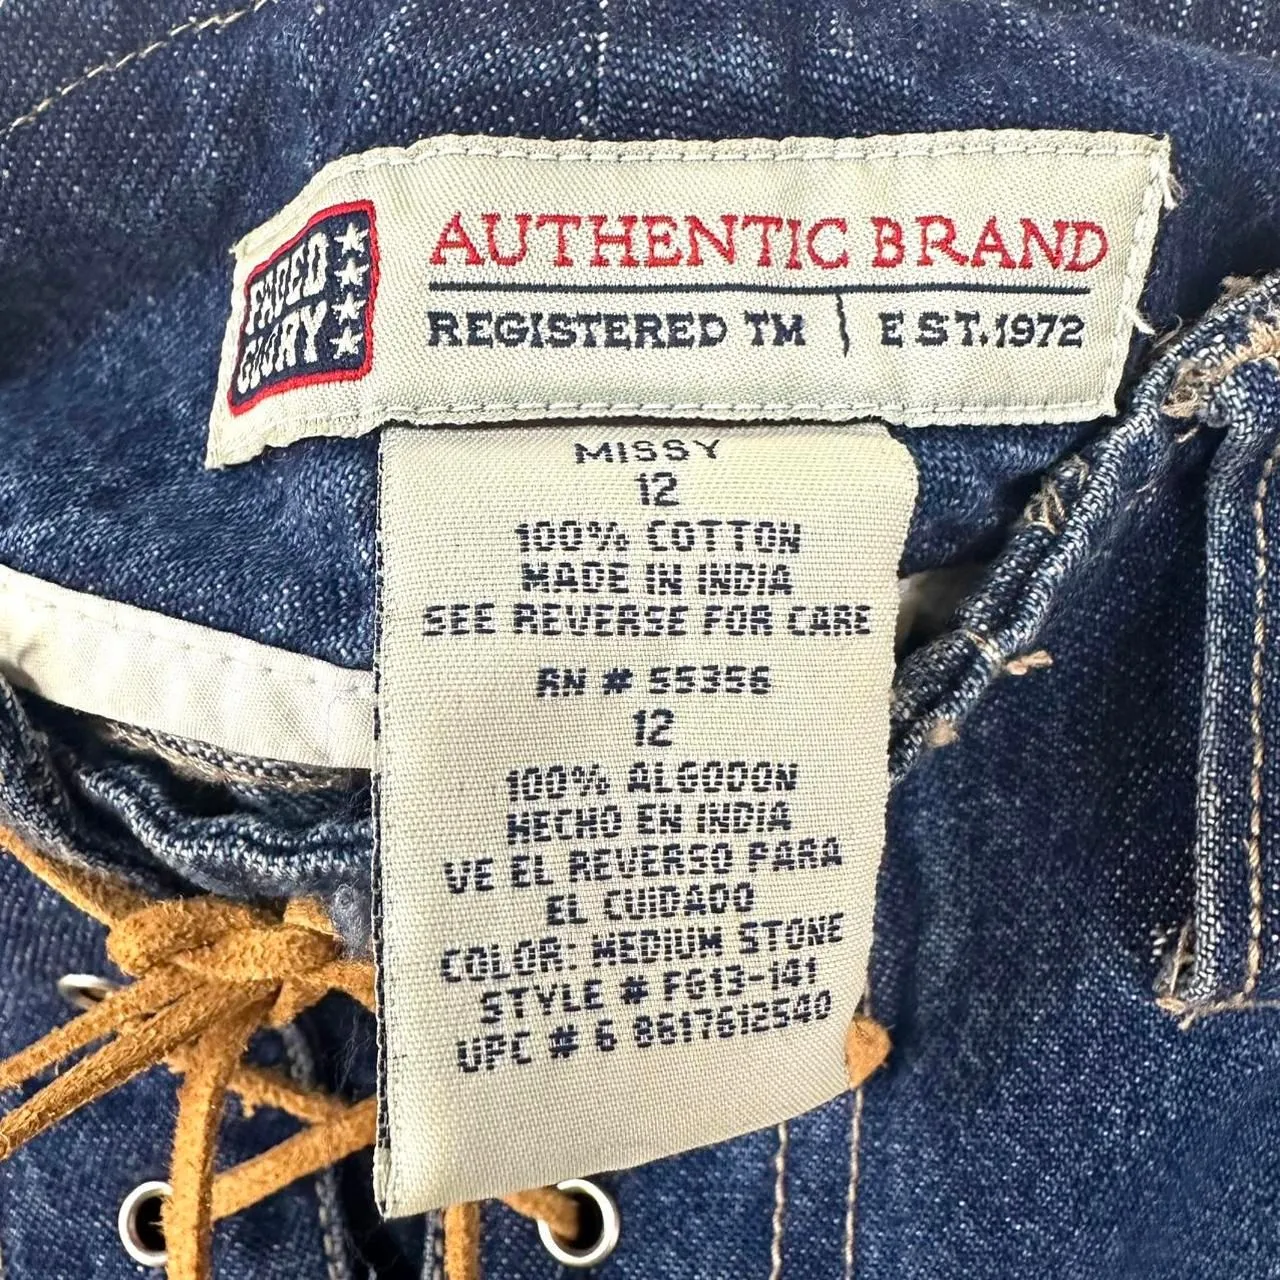 FADED
GLORY
AUTHENTIC BRAND
REGISTERED TM | EST.1972
MISSY
12
100% COTTON
MADE IN INDIA
SEE REVERSE FOR CARE
RN # 55356
12
100% ALGODON
HECHO EN INDIA
VE EL REVERSO PARA
EL CUIDADO
COLOR: MEDIUM STONE
STYLE # FG13-141
UPC # 6 8617612540